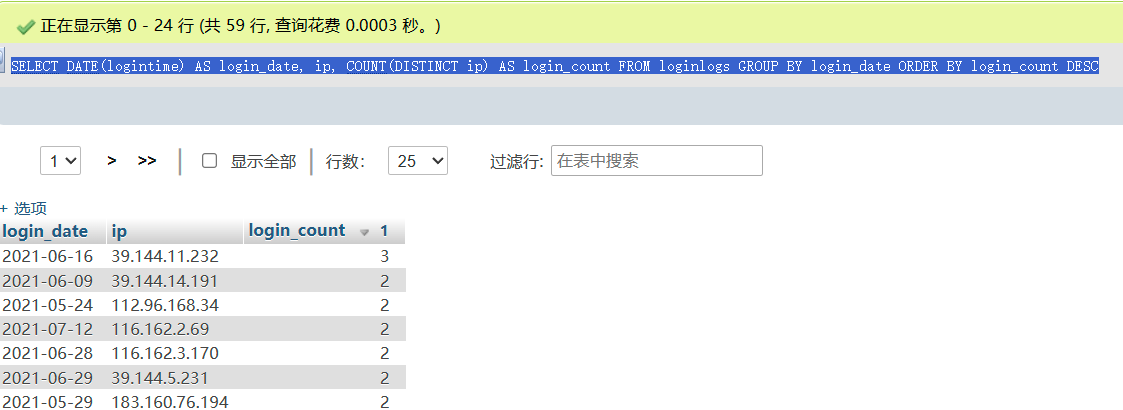 正在显示第 0 - 24 行 (共 59 行, 查询花费 0.0003 秒。)
SELECT DATE(logintime) AS login_date, ip, COUNT(DISTINCT ip) AS login_count FROM loginlogs GROUP BY login_date ORDER BY login_count DESC
1 > >> 显示全部 行数: 25 过滤行: 在表中搜索
+ 选项
login_date ip login_count 1
2021-06-16 39.144.11.232 3
2021-06-09 39.144.14.191 2
2021-05-24 112.96.168.34 2
2021-07-12 116.162.2.69 2
2021-06-28 116.162.3.170 2
2021-06-29 39.144.5.231 2
2021-05-29 183.160.76.194 2